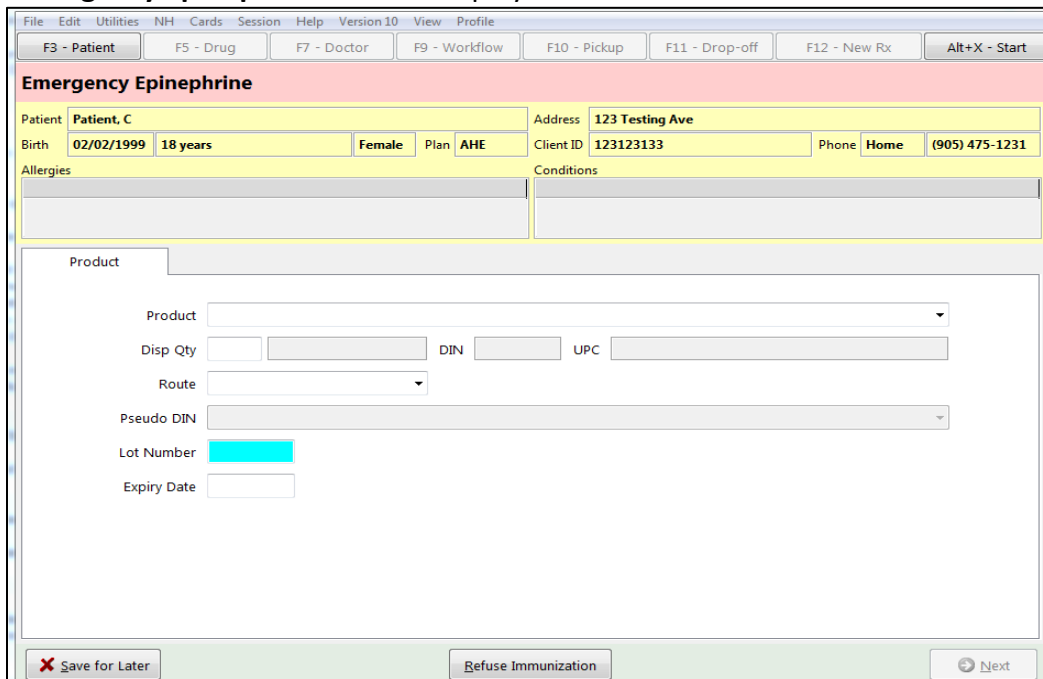 File Edit Utilities NH Cards Session Help Version 10 View Profile
F3 - Patient F5 - Drug F7 - Doctor F9 - Workflow F10 - Pickup F11 - Drop-off F12 - New Rx Alt+X - Start
Emergency Epinephrine
Patient Patient, C Address 123 Testing Ave
Birth 02/02/1999 18 years Female Plan AHE Client ID 123123133 Phone Home (905) 475-1231
Allergies Conditions
Product
Product
Disp Qty DIN UPC
Route
Pseudo DIN
Lot Number
Expiry Date
Save for Later Refuse Immunization Next